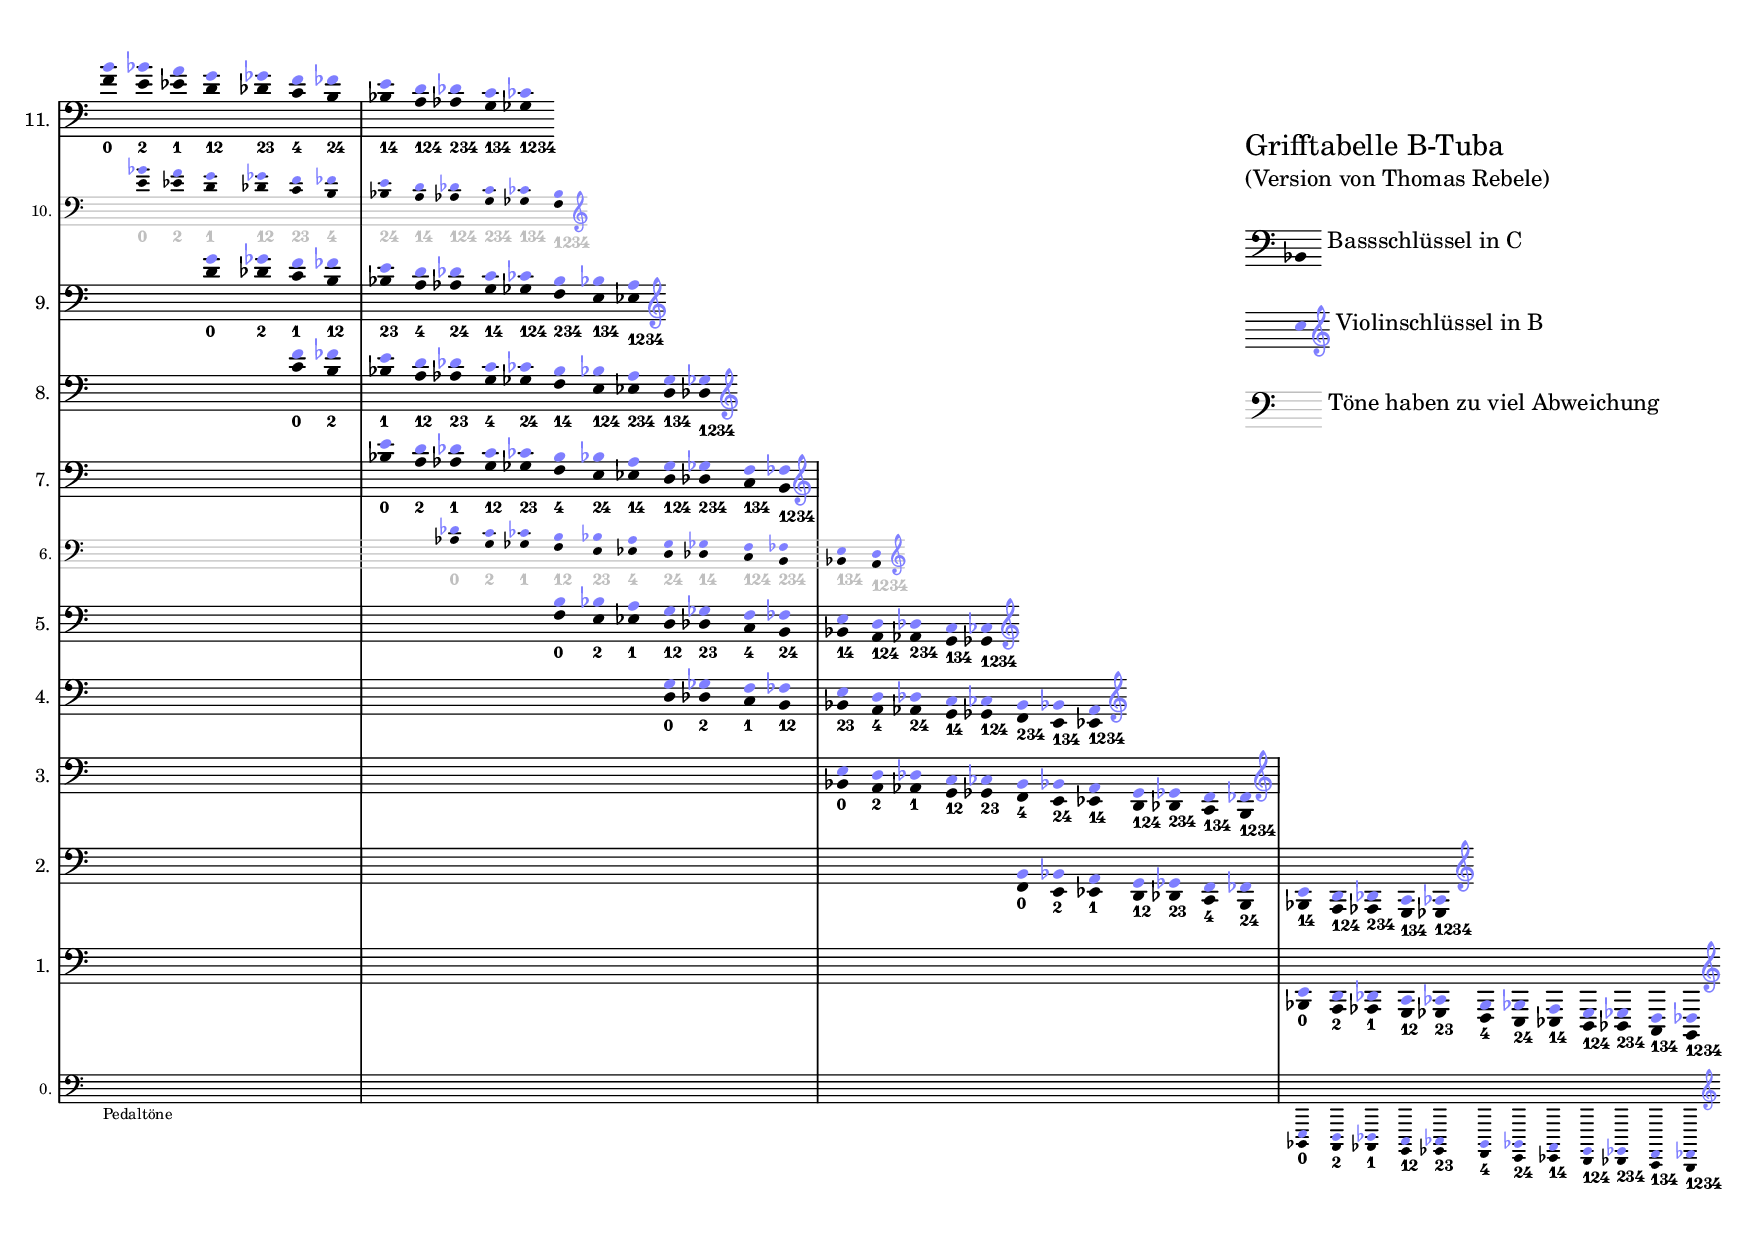 11.
0 2 1 12 23 4 24 14 124 234 134 1234
Grifftabelle B-Tuba
(Version von Thomas Rebele)
10.
0 2 1 12 23 4 24 14 124 234 134 1234
Bassschlüssel in C
9.
0 2 1 12 23 4 24 14 124 234 134 1234
Violinschlüssel in B
8.
0 2 1 12 23 4 24 14 124 234 134 1234
Töne haben zu viel Abweichung
7.
0 2 1 12 23 4 24 14 124 234 134 1234
6.
0 2 1 12 23 4 24 14 124 234 134 1234
5.
0 2 1 12 23 4 24 14 124 234 134 1234
4.
0 2 1 12 23 4 24 14 124 234 134 1234
3.
0 2 1 12 23 4 24 14 124 234 134 1234
2.
0 2 1 12 23 4 24 14 124 234 134 1234
1.
0 2 1 12 23 4 24 14 124 234 134 1234
0.
Pedaltöne
0 2 1 12 23 4 24 14 124 234 134 1234